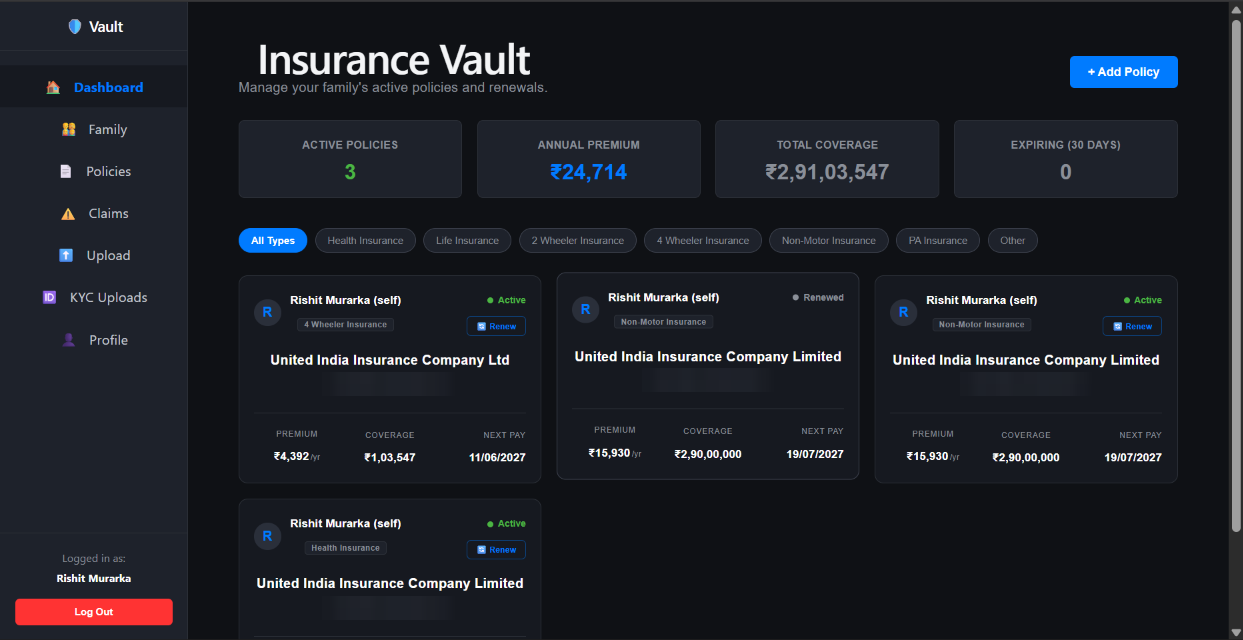 Vault
Dashboard
Family
Policies
Claims
Upload
ID KYC Uploads
Profile
Logged in as:
Rishit Murarka
Log Out
Insurance Vault
Manage your family's active policies and renewals.
+ Add Policy
ACTIVE POLICIES
3
ANNUAL PREMIUM
₹24,714
TOTAL COVERAGE
₹2,91,03,547
EXPIRING (30 DAYS)
0
All Types
Health Insurance
Life Insurance
2 Wheeler Insurance
4 Wheeler Insurance
Non-Motor Insurance
PA Insurance
Other
R
Rishit Murarka (self)
Active
4 Wheeler Insurance
Renew
United India Insurance Company Ltd
PREMIUM
COVERAGE
NEXT PAY
₹4,392/yr
₹1,03,547
11/06/2027
R
Rishit Murarka (self)
Renewed
Non-Motor Insurance
United India Insurance Company Limited
PREMIUM
COVERAGE
NEXT PAY
₹15,930/yr
₹2,90,00,000
19/07/2027
R
Rishit Murarka (self)
Active
Non-Motor Insurance
Renew
United India Insurance Company Limited
PREMIUM
COVERAGE
NEXT PAY
₹15,930/yr
₹2,90,00,000
19/07/2027
R
Rishit Murarka (self)
Active
Health Insurance
Renew
United India Insurance Company Limited